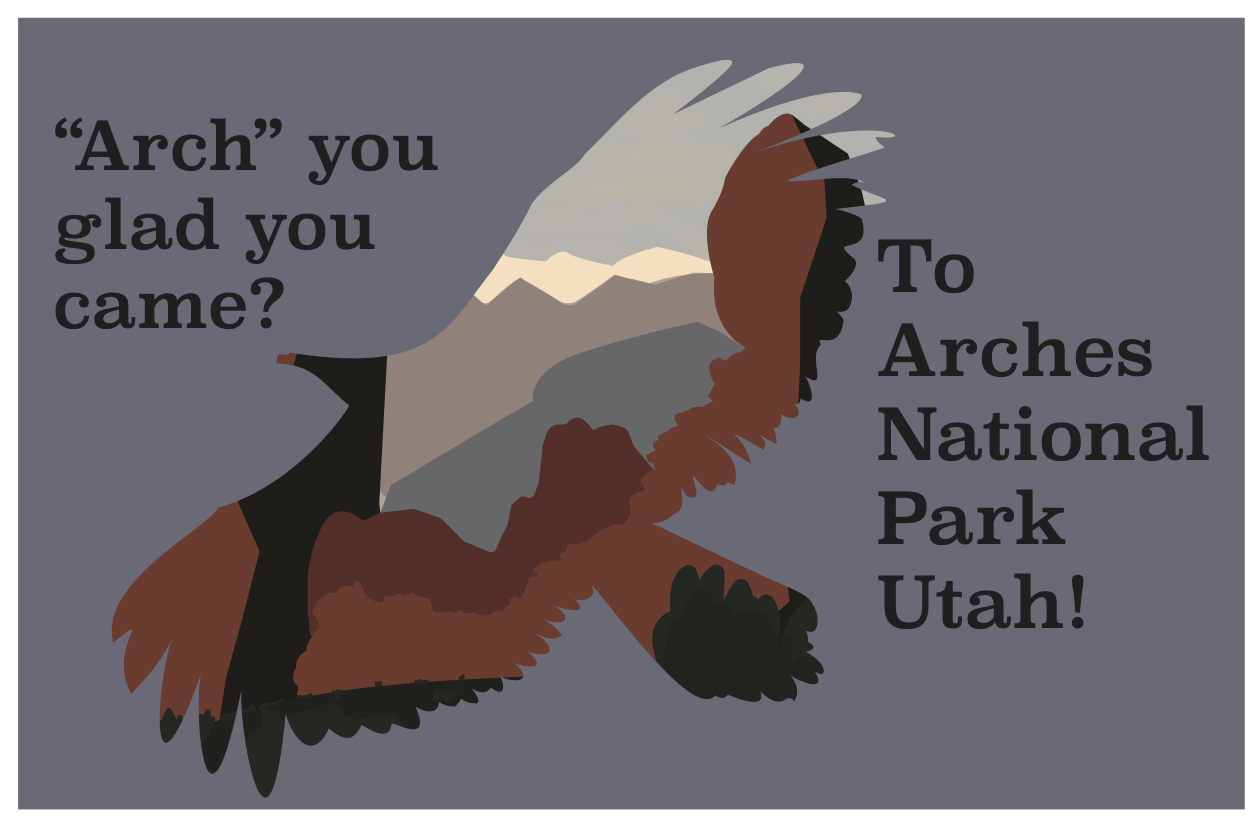 “Arch” you
glad you
came?
To
Arches
National
Park
Utah!